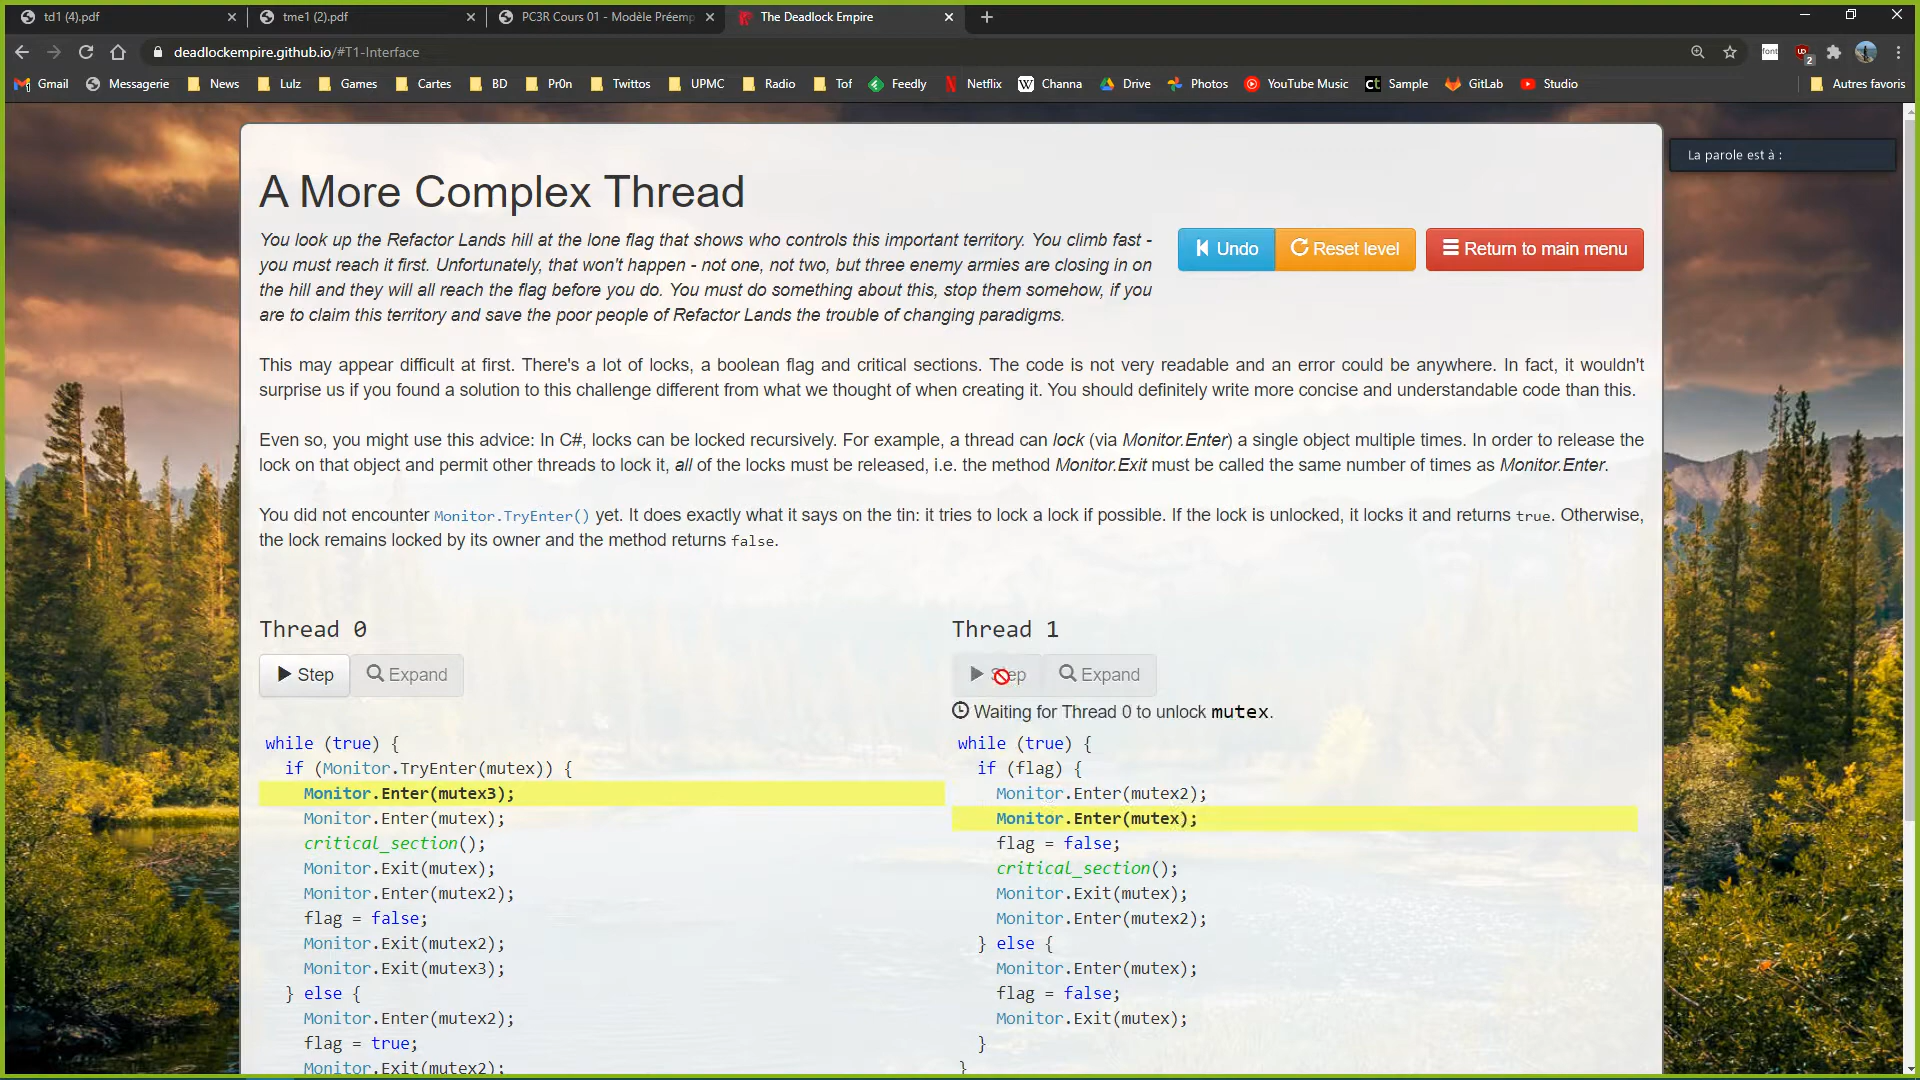 td1 (4).pdf
tme1 (2).pdf
PC3R Cours 01 - Modèle Préemp
The Deadlock Empire
deadlockempire.github.io/#T1-Interface
font
UD
2
Gmail
Messagerie
News
Lulz
Games
Cartes
BD
Pr0n
Twittos
UPMC
Radio
Tof
Feedly
Netflix
W Channa
Drive
Photos
YouTube Music
ct Sample
GitLab
Studio
Autres favoris
La parole est à :
A More Complex Thread
You look up the Refactor Lands hill at the lone flag that shows who controls this important territory. You climb fast -
you must reach it first. Unfortunately, that won't happen - not one, not two, but three enemy armies are closing in on
the hill and they will all reach the flag before you do. You must do something about this, stop them somehow, if you
are to claim this territory and save the poor people of Refactor Lands the trouble of changing paradigms.
Undo
Reset level
Return to main menu
This may appear difficult at first. There's a lot of locks, a boolean flag and critical sections. The code is not very readable and an error could be anywhere. In fact, it wouldn't
surprise us if you found a solution to this challenge different from what we thought of when creating it. You should definitely write more concise and understandable code than this.
Even so, you might use this advice: In C#, locks can be locked recursively. For example, a thread can lock (via Monitor.Enter) a single object multiple times. In order to release the
lock on that object and permit other threads to lock it, all of the locks must be released, i.e. the method Monitor.Exit must be called the same number of times as Monitor.Enter.
You did not encounter Monitor.TryEnter() yet. It does exactly what it says on the tin: it tries to lock a lock if possible. If the lock is unlocked, it locks it and returns true. Otherwise,
the lock remains locked by its owner and the method returns false.
Thread 0
Step
Expand
while (true) {
if (Monitor.TryEnter(mutex)) {
Monitor.Enter(mutex3);
Monitor.Enter(mutex);
critical_section();
Monitor.Exit(mutex);
Monitor.Enter(mutex2);
flag = false;
Monitor.Exit(mutex2);
Monitor.Exit(mutex3);
} else {
Monitor.Enter(mutex2);
flag = true;
Monitor.Exit(mutex2);
Thread 1
Step
Expand
Waiting for Thread 0 to unlock mutex.
while (true) {
if (flag) {
Monitor.Enter(mutex2);
Monitor.Enter(mutex);
flag = false;
critical_section();
Monitor.Exit(mutex);
Monitor.Enter(mutex2);
} else {
Monitor.Enter(mutex);
flag = false;
Monitor.Exit(mutex);
}
}